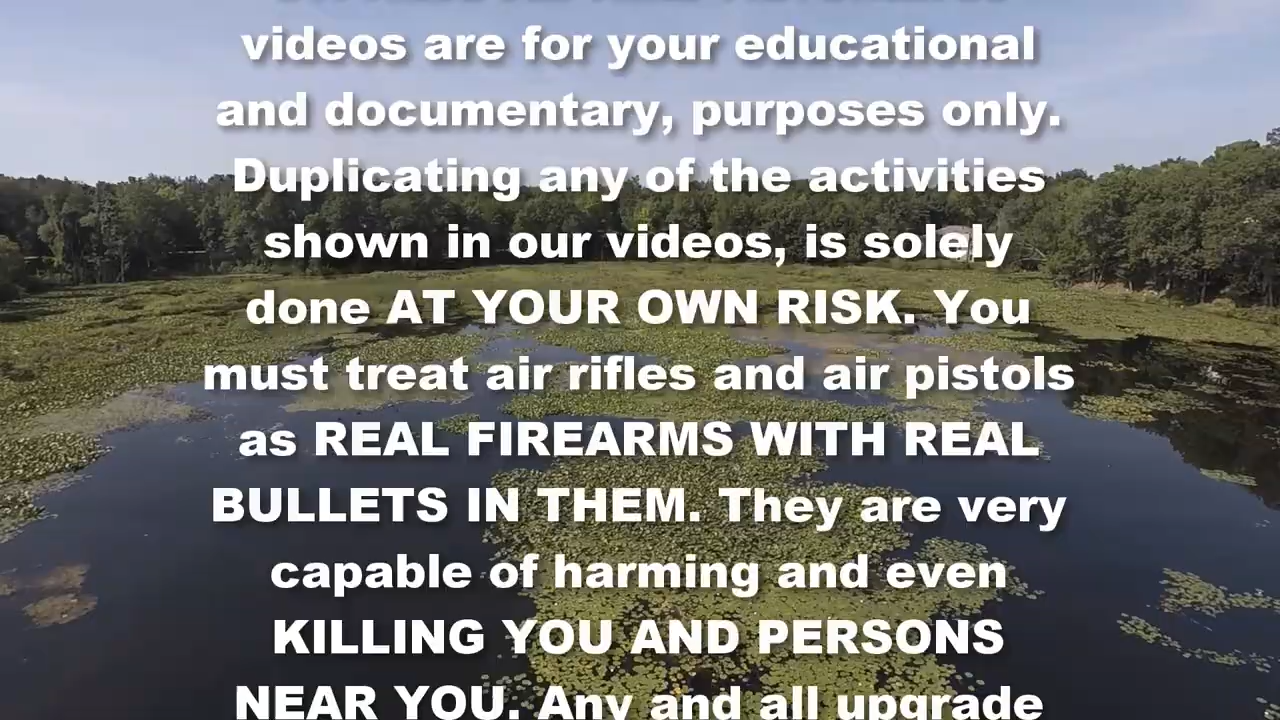 videos are for your educational
and documentary, purposes only.
Duplicating any of the activities
shown in our videos, is solely
done AT YOUR OWN RISK. You
must treat air rifles and air pistols
as REAL FIREARMS WITH REAL
BULLETS IN THEM. They are very
capable of harming and even
KILLING YOU AND PERSONS
NEAR YOU. Any and all upgrade